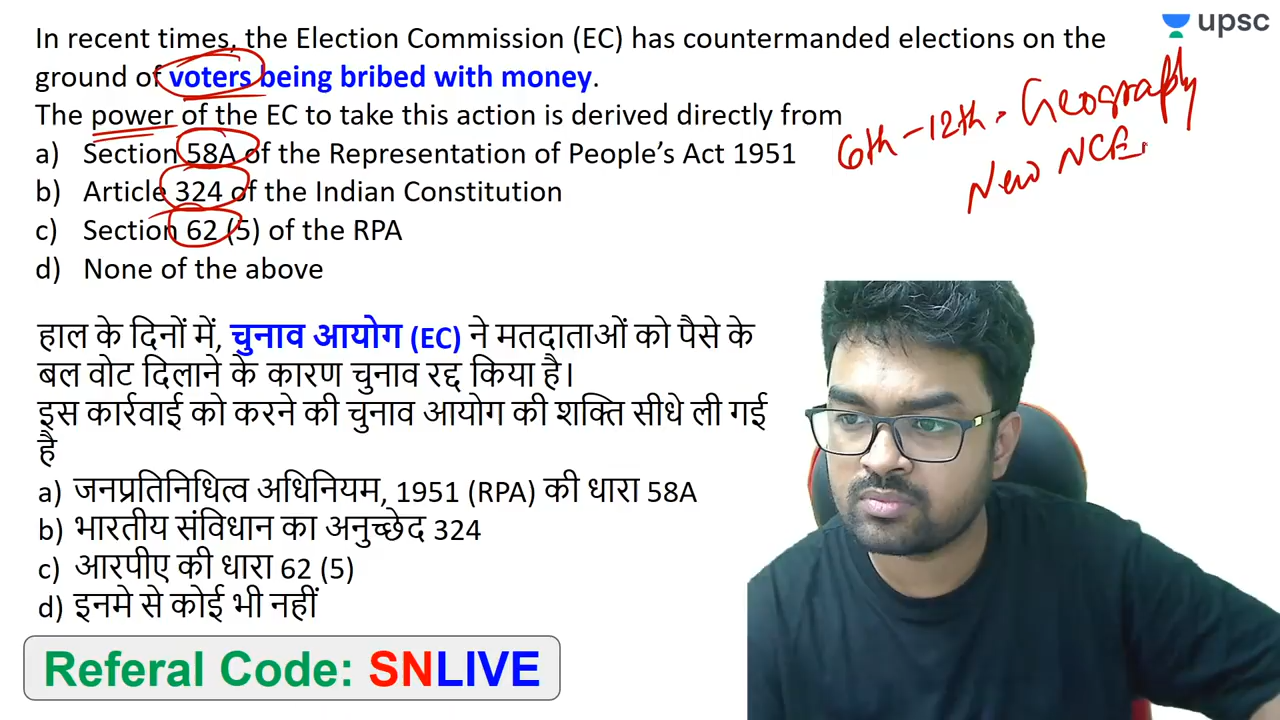 upsc
In recent times, the Election Commission (EC) has countermanded elections on the
ground of voters being bribed with money.
The power of the EC to take this action is derived directly from
a) Section 58A of the Representation of People’s Act 1951
b) Article 324 of the Indian Constitution
c) Section 62 (5) of the RPA
d) None of the above
6th - 12th . Geography
New NCE
हाल के दिनों में, चुनाव आयोग (EC) ने मतदाताओं को पैसे के
बल वोट दिलाने के कारण चुनाव रद्द किया है।
इस कार्रवाई को करने की चुनाव आयोग की शक्ति सीधे ली गई
है
a) जनप्रतिनिधित्व अधिनियम, 1951 (RPA) की धारा 58A
b) भारतीय संविधान का अनुच्छेद 324
c) आरपीए की धारा 62 (5)
d) इनमे से कोई भी नहीं
Referal Code: SNLIVE